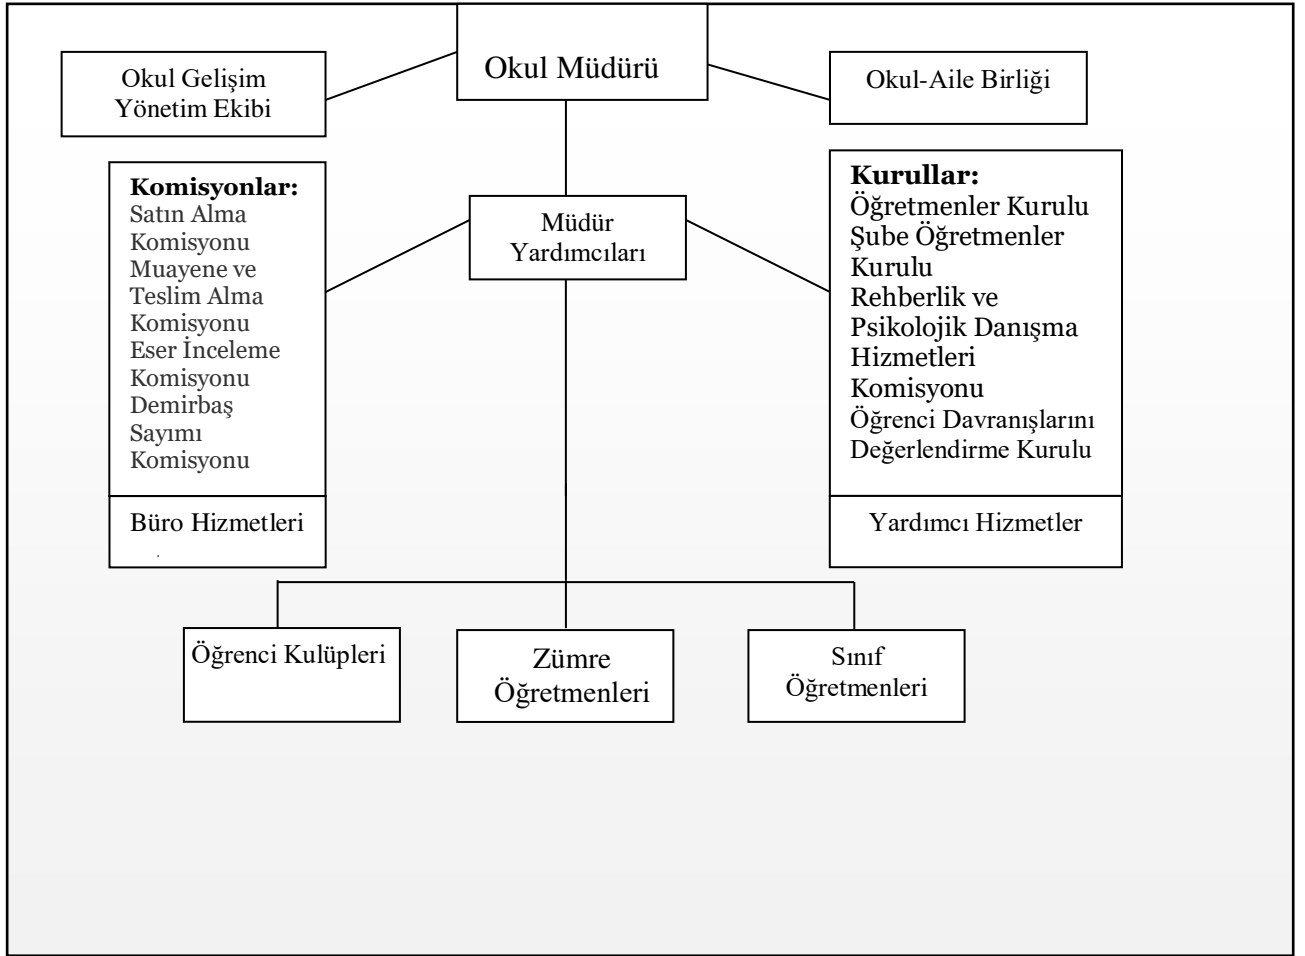 Okul Müdürü
Okul Gelişim
Yönetim Ekibi
Okul-Aile Birliği
Komisyonlar:
Satın Alma
Komisyonu
Muayene ve
Teslim Alma
Komisyonu
Eser İnceleme
Komisyonu
Demirbaş
Sayımı
Komisyonu
Müdür
Yardımcıları
Kurullar:
Öğretmenler Kurulu
Şube Öğretmenler
Kurulu
Rehberlik ve
Psikolojik Danışma
Hizmetleri
Komisyonu
Öğrenci Davranışlarını
Değerlendirme Kurulu
Büro Hizmetleri
.
Yardımcı Hizmetler
Öğrenci Kulüpleri
Zümre
Öğretmenleri
Sınıf
Öğretmenleri